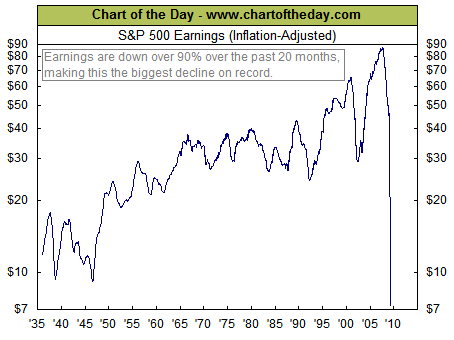 Chart of the Day - www.chartoftheday.com
S&P 500 Earnings (Inflation-Adjusted)
Earnings are down over 90% over the past 20 months,
making this the biggest decline on record.
$90 $90
$80 $80
$70 $70
$60 $60
$50 $50
$40 $40
$30 $30
$20 $20
$10 $10
$7 $7
'35 '40 '45 '50 '55 '60 '65 '70 '75 '80 '85 '90 '95 '00 '05 '10